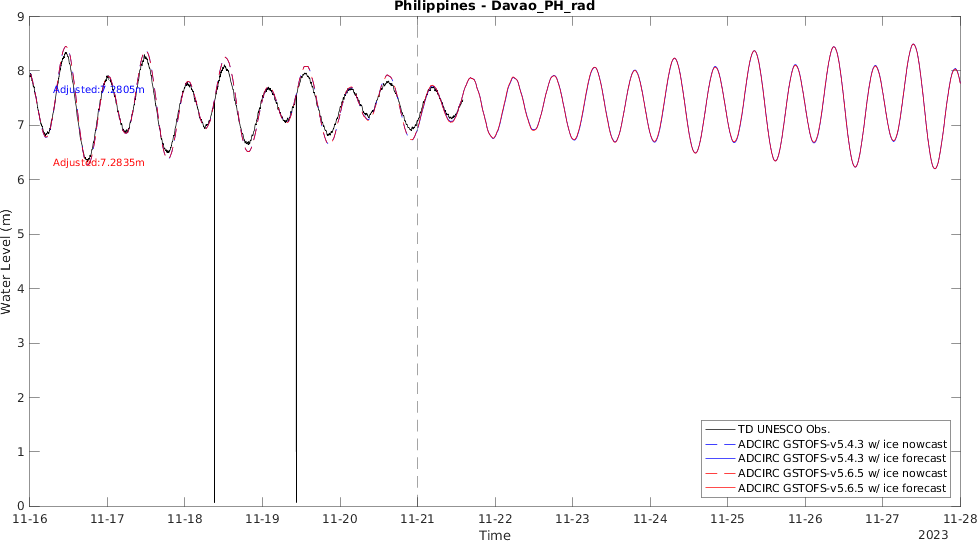 Philippines - Davao_PH_rad
9
8
7
6
5
4
3
2
1
0
Water Level (m)
Adjusted:7.2805m
Adjusted:7.2835m
TD UNESCO Obs.
ADCIRC GSTOFS-v5.4.3 w/ ice nowcast
ADCIRC GSTOFS-v5.4.3 w/ ice forecast
ADCIRC GSTOFS-v5.6.5 w/ ice nowcast
ADCIRC GSTOFS-v5.6.5 w/ ice forecast
11-16 11-17 11-18 11-19 11-20 11-21 11-22 11-23 11-24 11-25 11-26 11-27 11-28
Time
2023